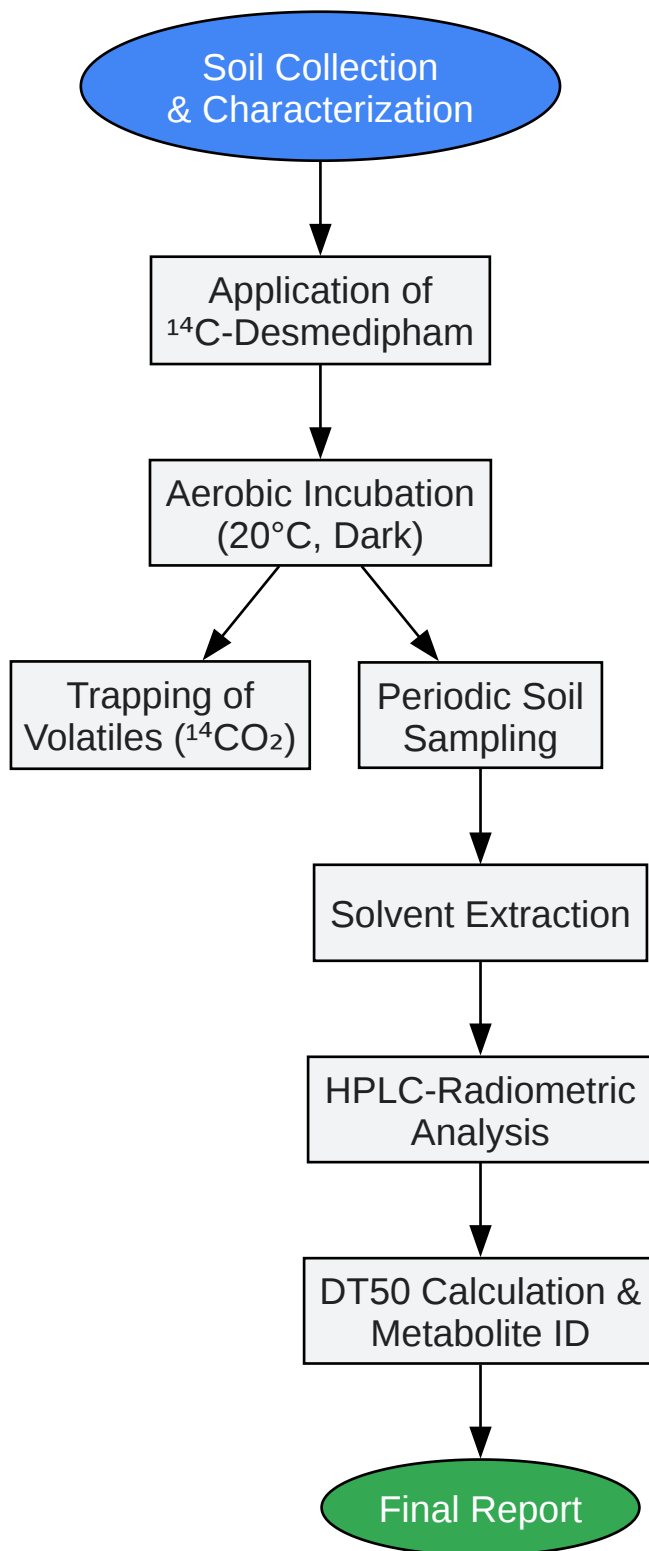 Soil Collection
& Characterization
Application of
¹⁴C-Desmedipham
Aerobic Incubation
(20°C, Dark)
Trapping of
Volatiles (¹⁴CO₂)
Periodic Soil
Sampling
Solvent Extraction
HPLC-Radiometric
Analysis
DT50 Calculation &
Metabolite ID
Final Report